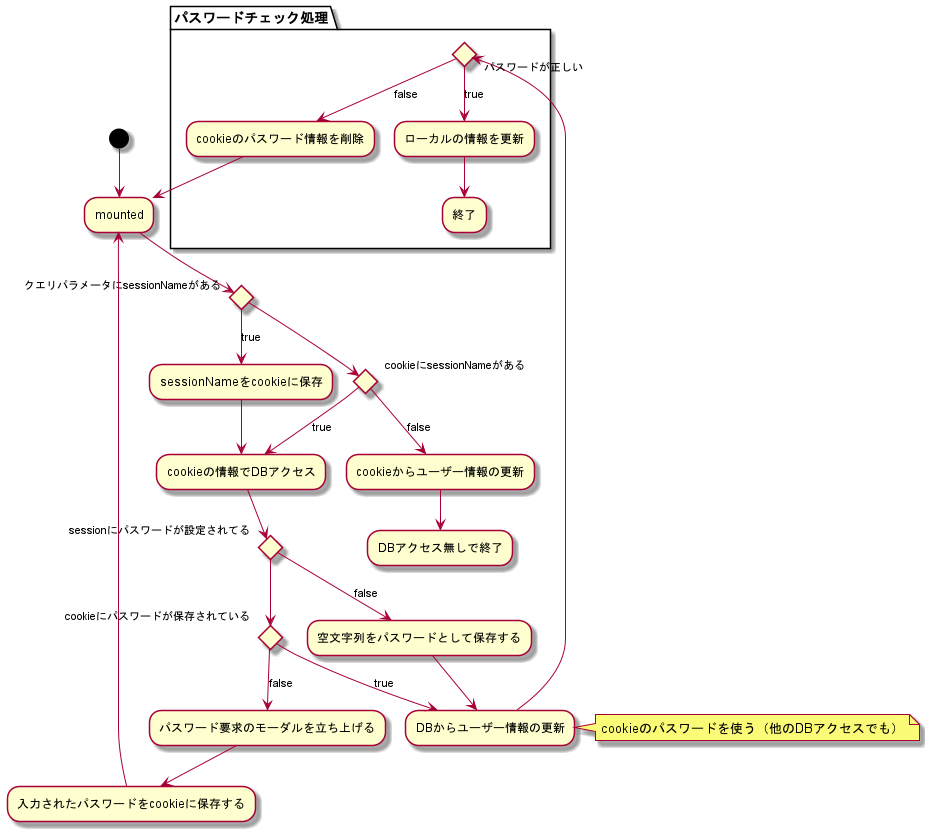 パスワードチェック処理
パスワードが正しい
false
true
cookieのパスワード情報を削除
ローカルの情報を更新
mounted
終了
クエリパラメータにsessionNameがある
true
cookieにsessionNameがある
sessionNameをcookieに保存
true
false
cookieの情報でDBアクセス
cookieからユーザー情報の更新
sessionにパスワードが設定されてる
DBアクセス無しで終了
false
cookieにパスワードが保存されている
空文字列をパスワードとして保存する
false
true
パスワード要求のモーダルを立ち上げる
DBからユーザー情報の更新
cookieのパスワードを使う（他のDBアクセスでも）
入力されたパスワードをcookieに保存する